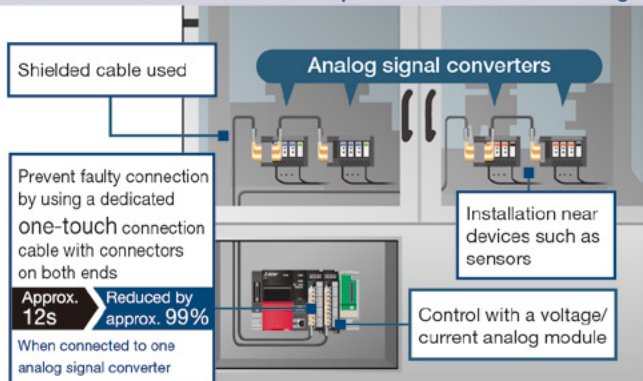 Shielded cable used
Analog signal converters
Prevent faulty connection
by using a dedicated
one-touch connection
cable with connectors
on both ends
Approx.
12s
Reduced by
approx. 99%
When connected to one
analog signal converter
Installation near
devices such as
sensors
Control with a voltage/
current analog module